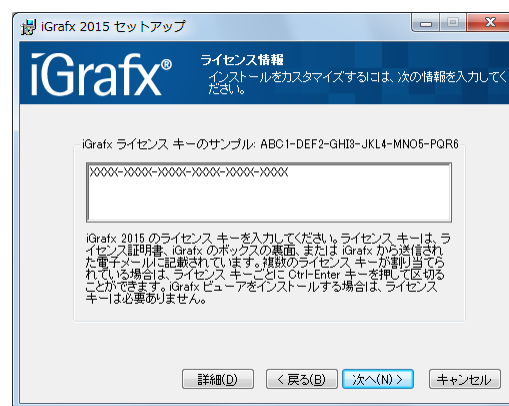 iGrafx 2015 セットアップ
iGrafx®
ライセンス情報
インストールをカスタマイズするには、次の情報を入力してく
ださい。
iGrafx ライセンス キーのサンプル: ABC1-DEF2-GHI3-JKL4-MNO5-PQR6
XXXX-XXXX-XXXX-XXXX-XXXX-XXXX
iGrafx 2015 のライセンス キーを入力してください。ライセンス キーは、ラ
イセンス証明書、iGrafx のボックスの裏面、または iGrafx から送信され
た電子メールに記載されています。複数のライセンス キーが割り当てら
れている場合は、ライセンス キーごとに Ctrl-Enter キーを押して区切る
ことができます。iGrafx ビューアをインストールする場合は、ライセンス
キーは必要ありません。
詳細(D) < 戻る(B) 次へ(N) > キャンセル